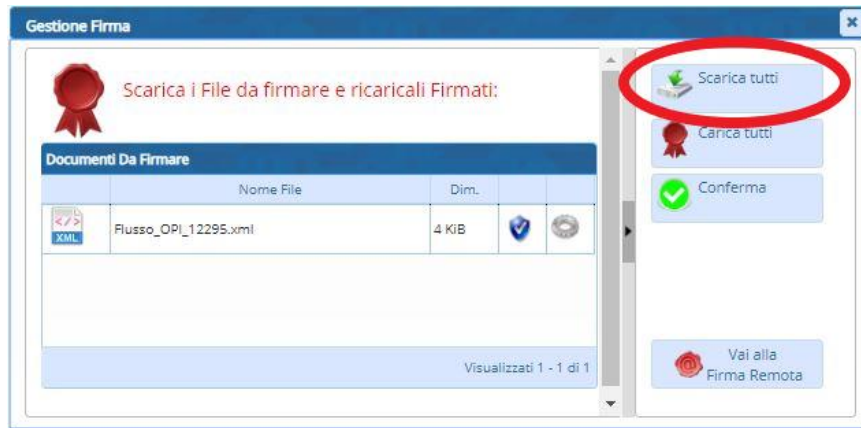 Gestione Firma
Scarica i File da firmare e ricaricali Firmati:
Documenti Da Firmare
Nome File Dim.
XML Flusso_OPI_12295.xml 4 KiB
Visualizzati 1 - 1 di 1
Scarica tutti
Carica tutti
Conferma
Vai alla
Firma Remota